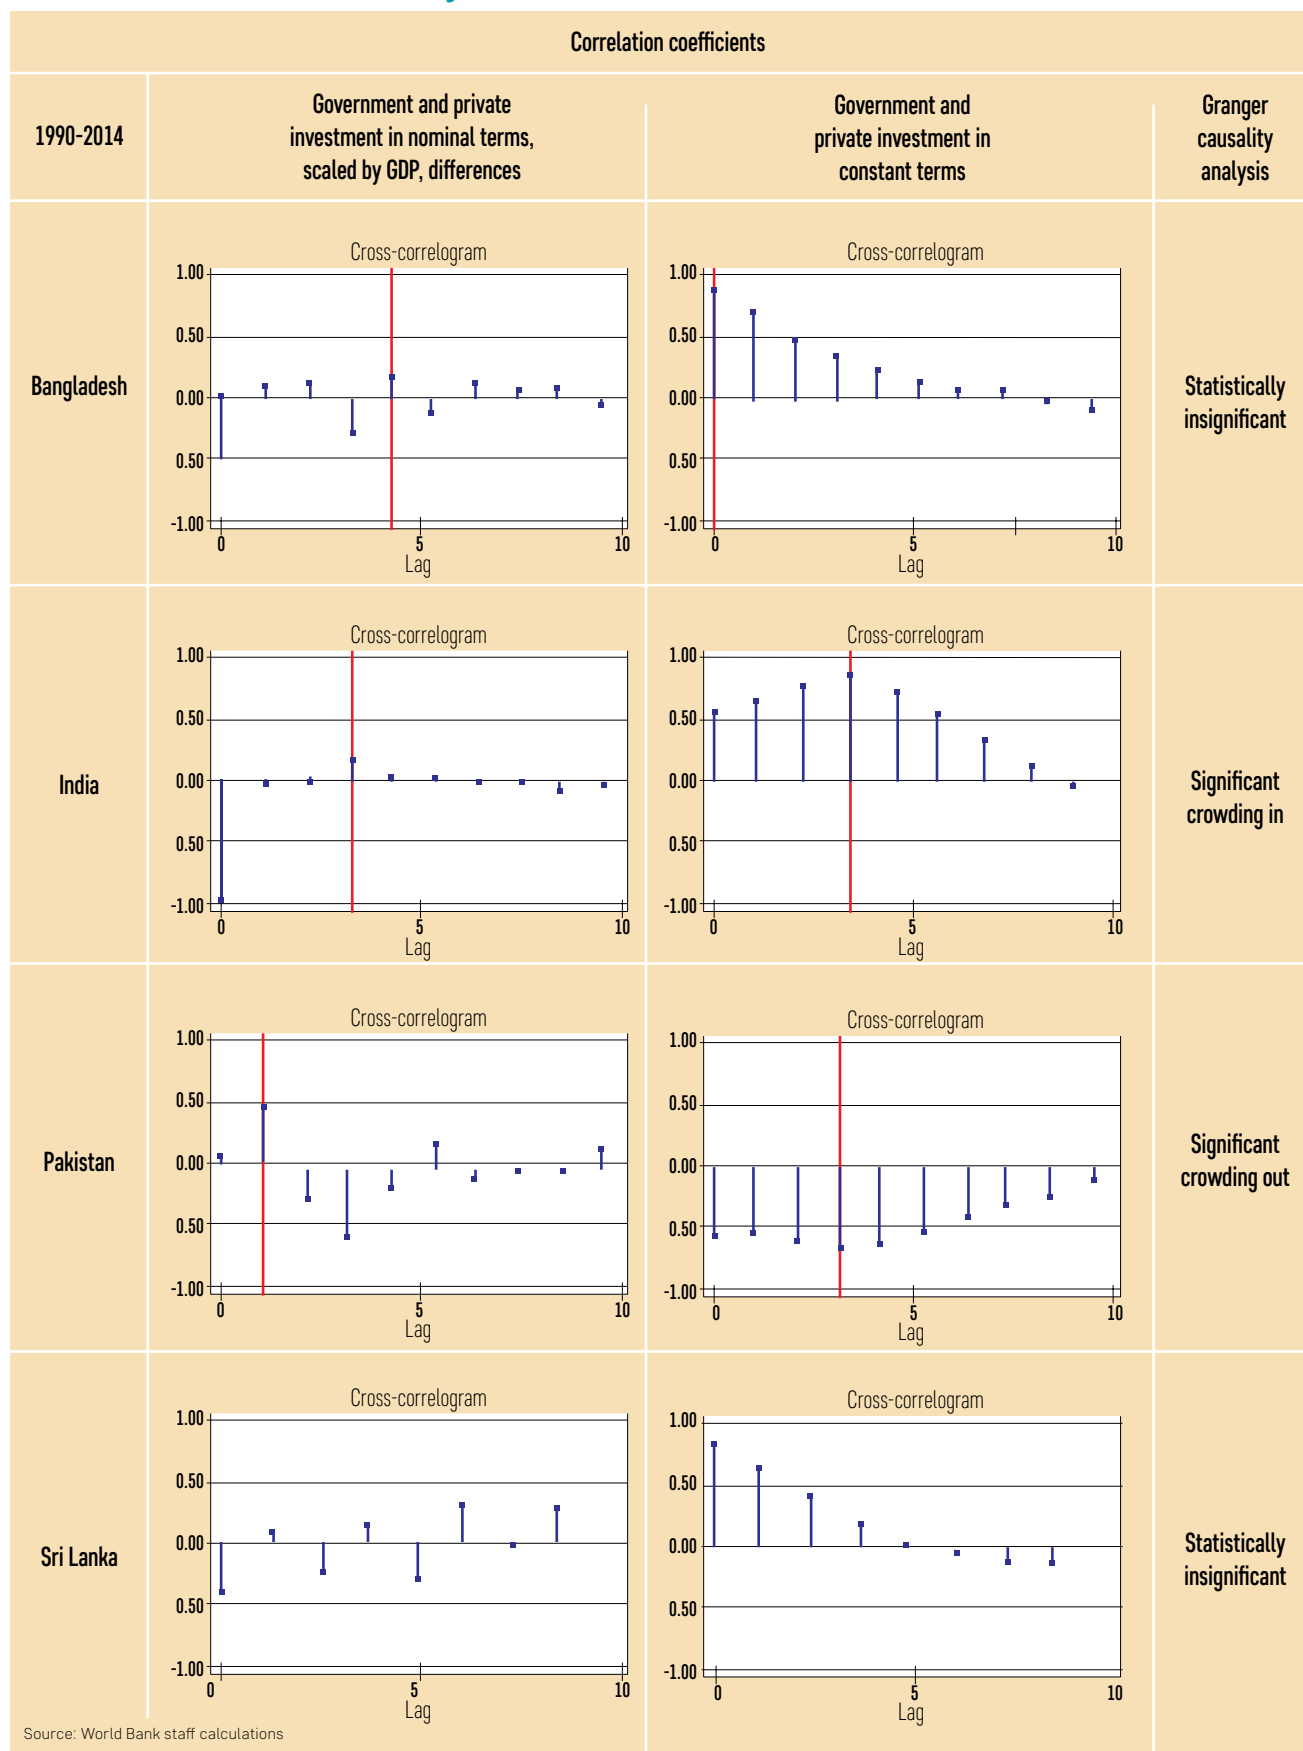 Correlation coefficients
1990-2014
Government and private
investment in nominal terms,
scaled by GDP, differences
Government and
private investment in
constant terms
Granger
causality
analysis
Bangladesh
Cross-correlogram
1.00
0.50
0.00
0.50
-1.00
0 5 10
Lag
Cross-correlogram
1.00
0.50
0.00
0.50
-1.00
0 5 10
Lag
Statistically
insignificant
India
Cross-correlogram
1.00
0.50
0.00
0.50
-1.00
0 5 10
Lag
Cross-correlogram
1.00
0.50
0.00
0.50
-1.00
0 5 10
Lag
Significant
crowding in
Pakistan
Cross-correlogram
1.00
0.50
0.00
0.50
-1.00
0 5 10
Lag
Cross-correlogram
1.00
0.50
0.00
0.50
-1.00
0 5 10
Lag
Significant
crowding out
Sri Lanka
Cross-correlogram
1.00
0.50
0.00
0.50
-1.00
0 5 10
Lag
Cross-correlogram
1.00
0.50
0.00
0.50
-1.00
0 5 10
Lag
Statistically
insignificant
Source: World Bank staff calculations